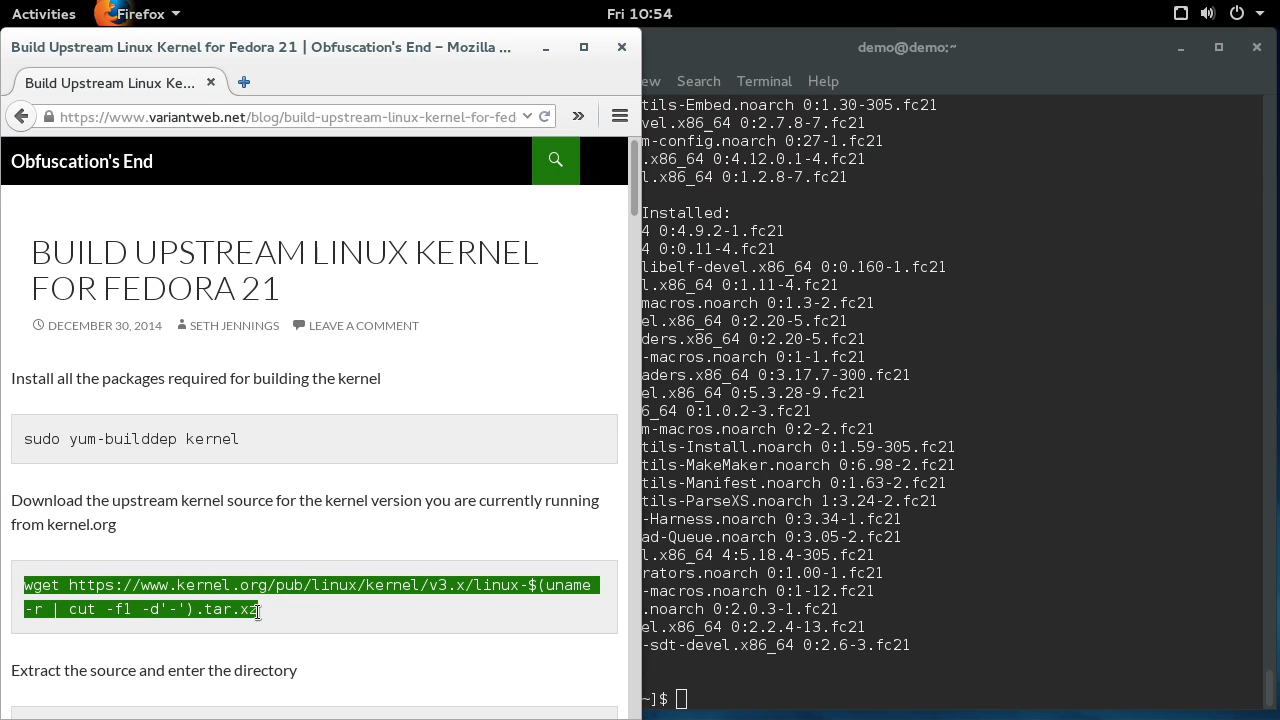 Activities Firefox Fri 10:54
Build Upstream Linux Kernel for Fedora 21 | Obfuscation's End – Mozilla ...
Build Upstream Linux Ke...
https://www.variantweb.net/blog/build-upstream-linux-kernel-for-fed
Obfuscation's End
BUILD UPSTREAM LINUX KERNEL
FOR FEDORA 21
DECEMBER 30, 2014 SETH JENNINGS LEAVE A COMMENT
Install all the packages required for building the kernel
sudo yum-builddep kernel
Download the upstream kernel source for the kernel version you are currently running
from kernel.org
wget https://www.kernel.org/pub/linux/kernel/v3.x/linux-$(uname
-r | cut -f1 -d'-').tar.xz
Extract the source and enter the directory
demo@demo:~
ew Search Terminal Help
tils-Embed.noarch 0:1.30-305.fc21
vel.x86_64 0:2.7.8-7.fc21
m-config.noarch 0:27-1.fc21
.x86_64 0:4.12.0.1-4.fc21
l.x86_64 0:1.2.8-7.fc21
Installed:
4 0:4.9.2-1.fc21
4 0:0.11-4.fc21
libelf-devel.x86_64 0:0.160-1.fc21
l.x86_64 0:1.11-4.fc21
macros.noarch 0:1.3-2.fc21
el.x86_64 0:2.20-5.fc21
ders.x86_64 0:2.20-5.fc21
-macros.noarch 0:1-1.fc21
aders.x86_64 0:3.17.7-300.fc21
el.x86_64 0:5.3.28-9.fc21
6_64 0:1.0.2-3.fc21
m-macros.noarch 0:2-2.fc21
tils-Install.noarch 0:1.59-305.fc21
tils-MakeMaker.noarch 0:6.98-2.fc21
tils-Manifest.noarch 0:1.63-2.fc21
tils-ParseXS.noarch 1:3.24-2.fc21
-Harness.noarch 0:3.34-1.fc21
ad-Queue.noarch 0:3.05-2.fc21
l.x86_64 4:5.18.4-305.fc21
rators.noarch 0:1.00-1.fc21
-macros.noarch 0:1-12.fc21
.noarch 0:2.0.3-1.fc21
el.x86_64 0:2.2.4-13.fc21
-sdt-devel.x86_64 0:2.6-3.fc21
~]$